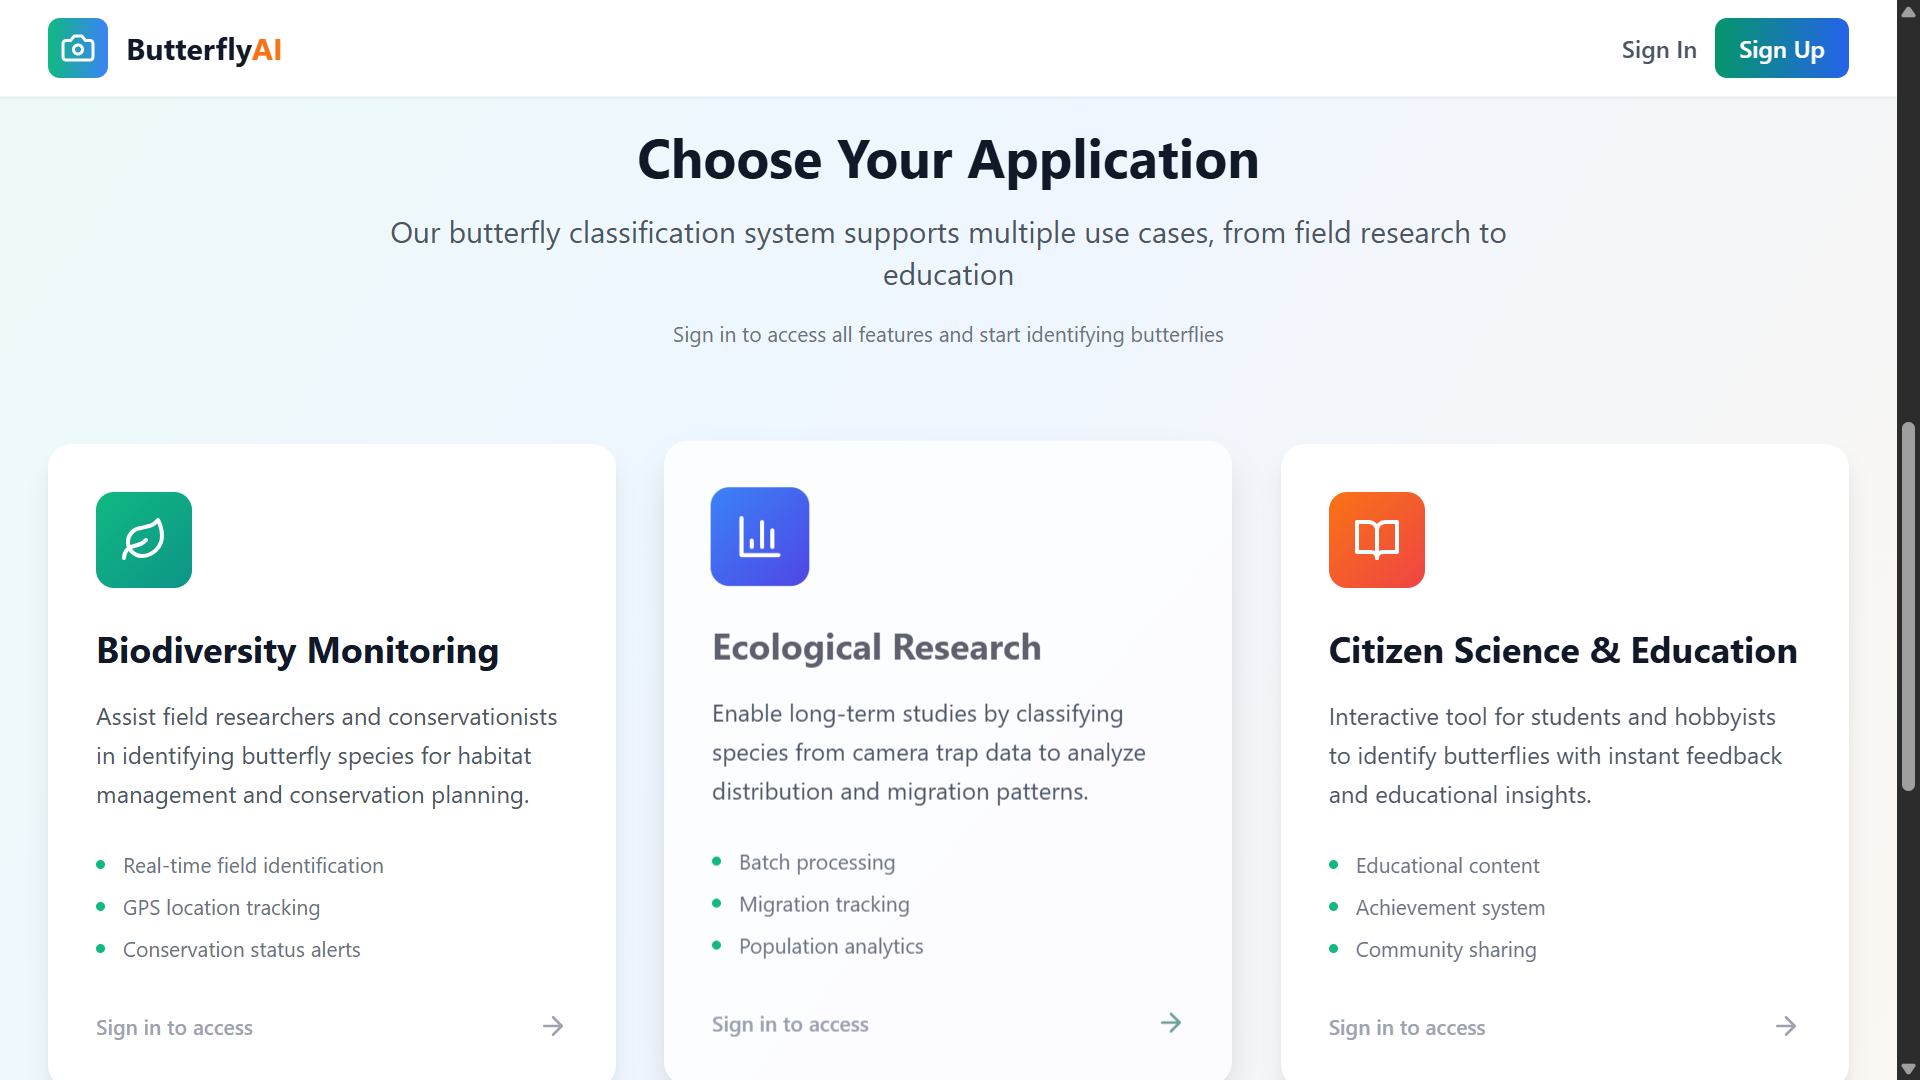 ButterflyAI
Sign In
Sign Up
Choose Your Application
Our butterfly classification system supports multiple use cases, from field research to
education
Sign in to access all features and start identifying butterflies
Biodiversity Monitoring
Assist field researchers and conservationists
in identifying butterfly species for habitat
management and conservation planning.
Real-time field identification
GPS location tracking
Conservation status alerts
Sign in to access
Ecological Research
Enable long-term studies by classifying
species from camera trap data to analyze
distribution and migration patterns.
Batch processing
Migration tracking
Population analytics
Sign in to access
Citizen Science & Education
Interactive tool for students and hobbyists
to identify butterflies with instant feedback
and educational insights.
Educational content
Achievement system
Community sharing
Sign in to access